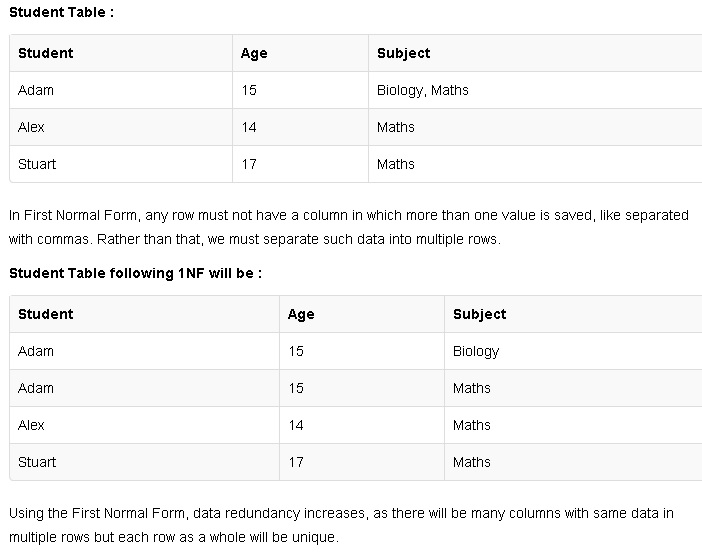 Student Table :
Student Age Subject
Adam 15 Biology, Maths
Alex 14 Maths
Stuart 17 Maths
In First Normal Form, any row must not have a column in which more than one value is saved, like separated
with commas. Rather than that, we must separate such data into multiple rows.
Student Table following 1NF will be :
Student Age Subject
Adam 15 Biology
Adam 15 Maths
Alex 14 Maths
Stuart 17 Maths
Using the First Normal Form, data redundancy increases, as there will be many columns with same data in
multiple rows but each row as a whole will be unique.